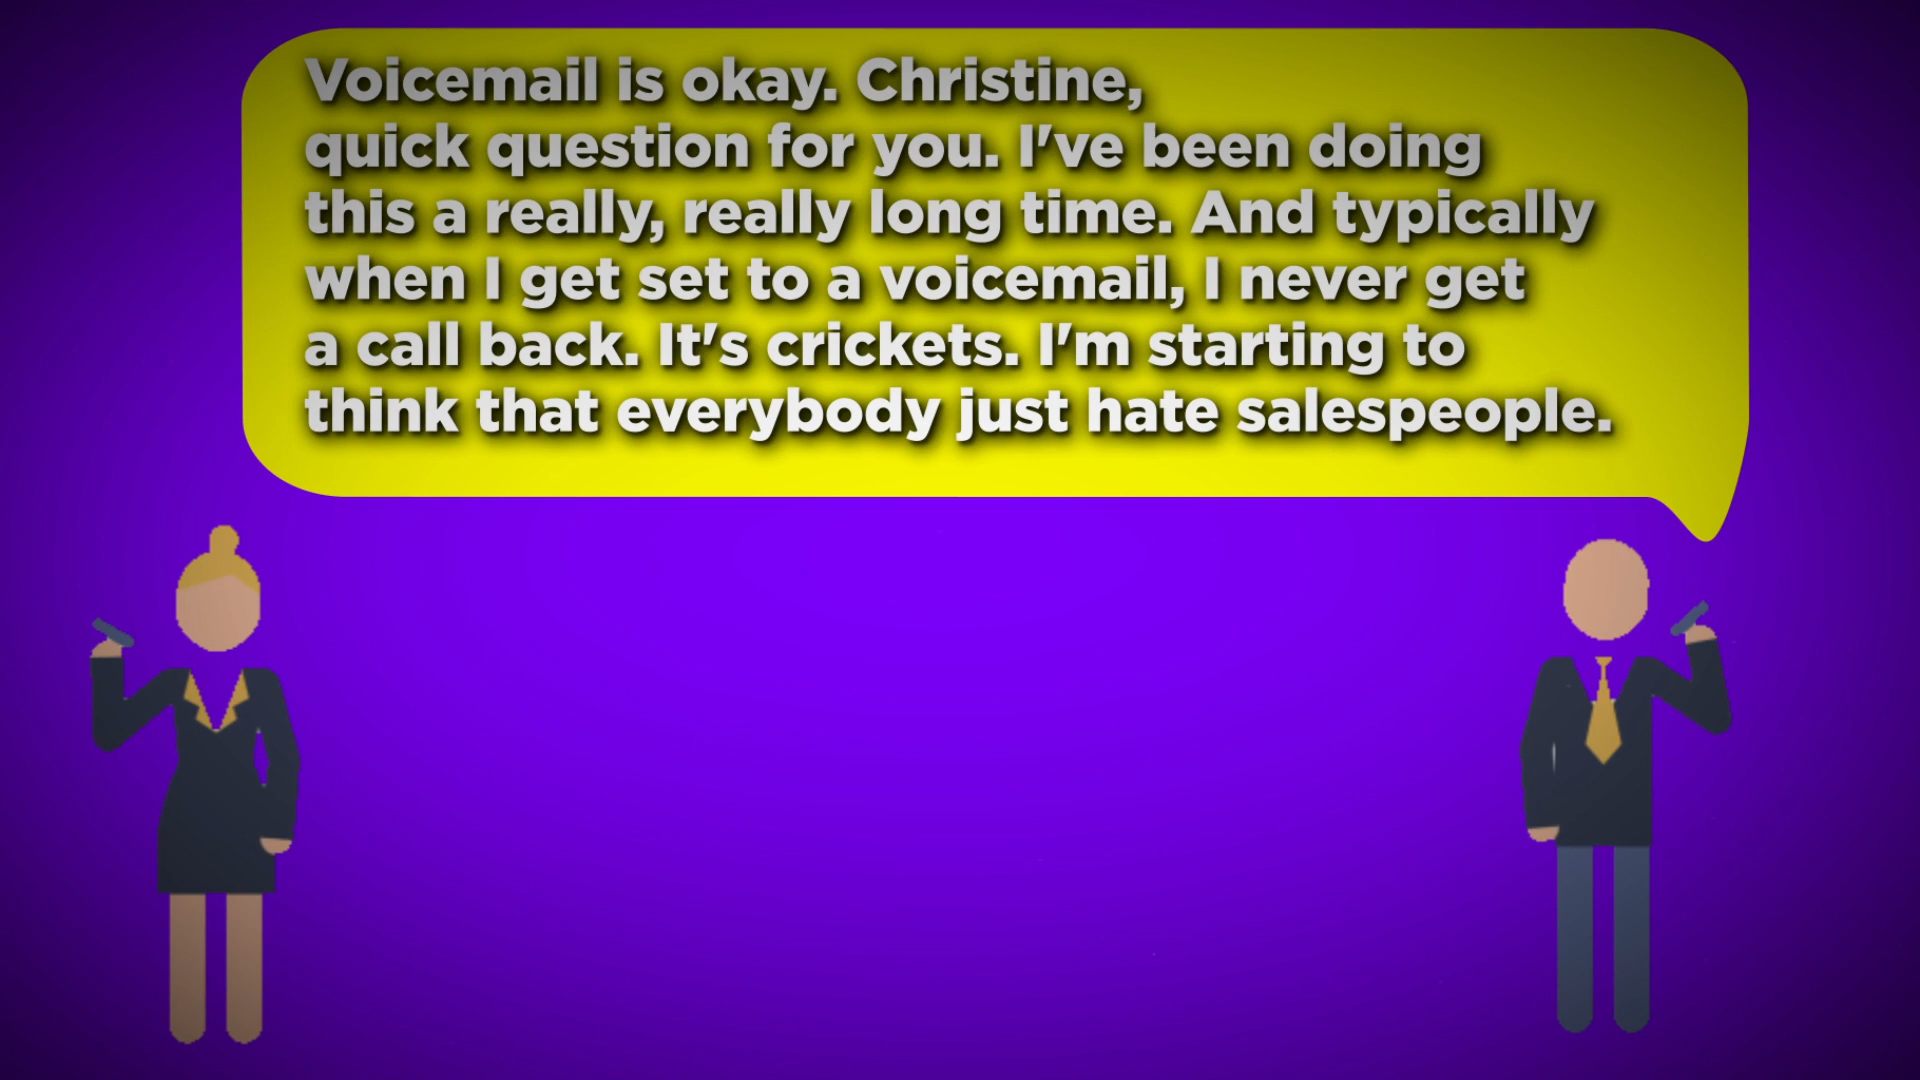 Voicemail is okay. Christine,
quick question for you. I've been doing
this a really, really long time. And typically
when I get set to a voicemail, I never get
a call back. It's crickets. I'm starting to
think that everybody just hate salespeople.